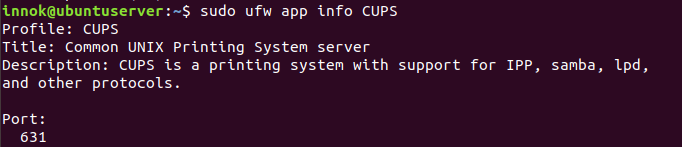 innok@ubuntuserver:~$ sudo ufw app info CUPS
Profile: CUPS
Title: Common UNIX Printing System server
Description: CUPS is a printing system with support for IPP, samba, lpd,
and other protocols.
Port:
631